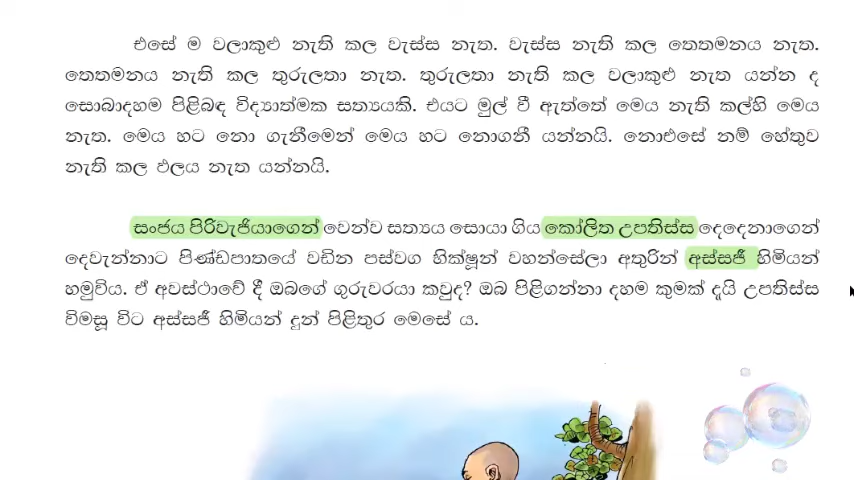 එසේ ම වලාකුළු නැති කල වැස්ස නැත. වැස්ස නැති කල තෙතමනය නැත.
තෙතමනය නැති කල තුරුලතා නැත. තුරුලතා නැති කල වලාකුළු නැත යන්න ද
සොබාදහම පිළිබඳ විද්‍යාත්මක සත්‍යයකි. එයට මුල් වී ඇත්තේ මෙය නැති කල්හි මෙය
නැත. මෙය හට නො ගැනීමෙන් මෙය හට නොගනී යන්නයි. නොඑසේ නම් හේතුව
නැති කල ඵලය නැත යන්නයි.
සංජය පිරිවැජියාගෙන් වෙන්ව සත්‍යය සොයා ගිය කෝලිත උපතිස්ස දෙදෙනාගෙන්
දෙවැන්නාට පිණ්ඩපාතයේ වඩින පස්වග භික්ෂූන් වහන්සේලා අතුරින් අස්සජී හිමියන්
හමුවිය. ඒ අවස්ථාවේ දී ඔබගේ ගුරුවරයා කවුද? ඔබ පිළිගන්නා දහම කුමක් දැයි උපතිස්ස
විමසූ විට අස්සජී හිමියන් දුන් පිළිතුර මෙසේ ය.